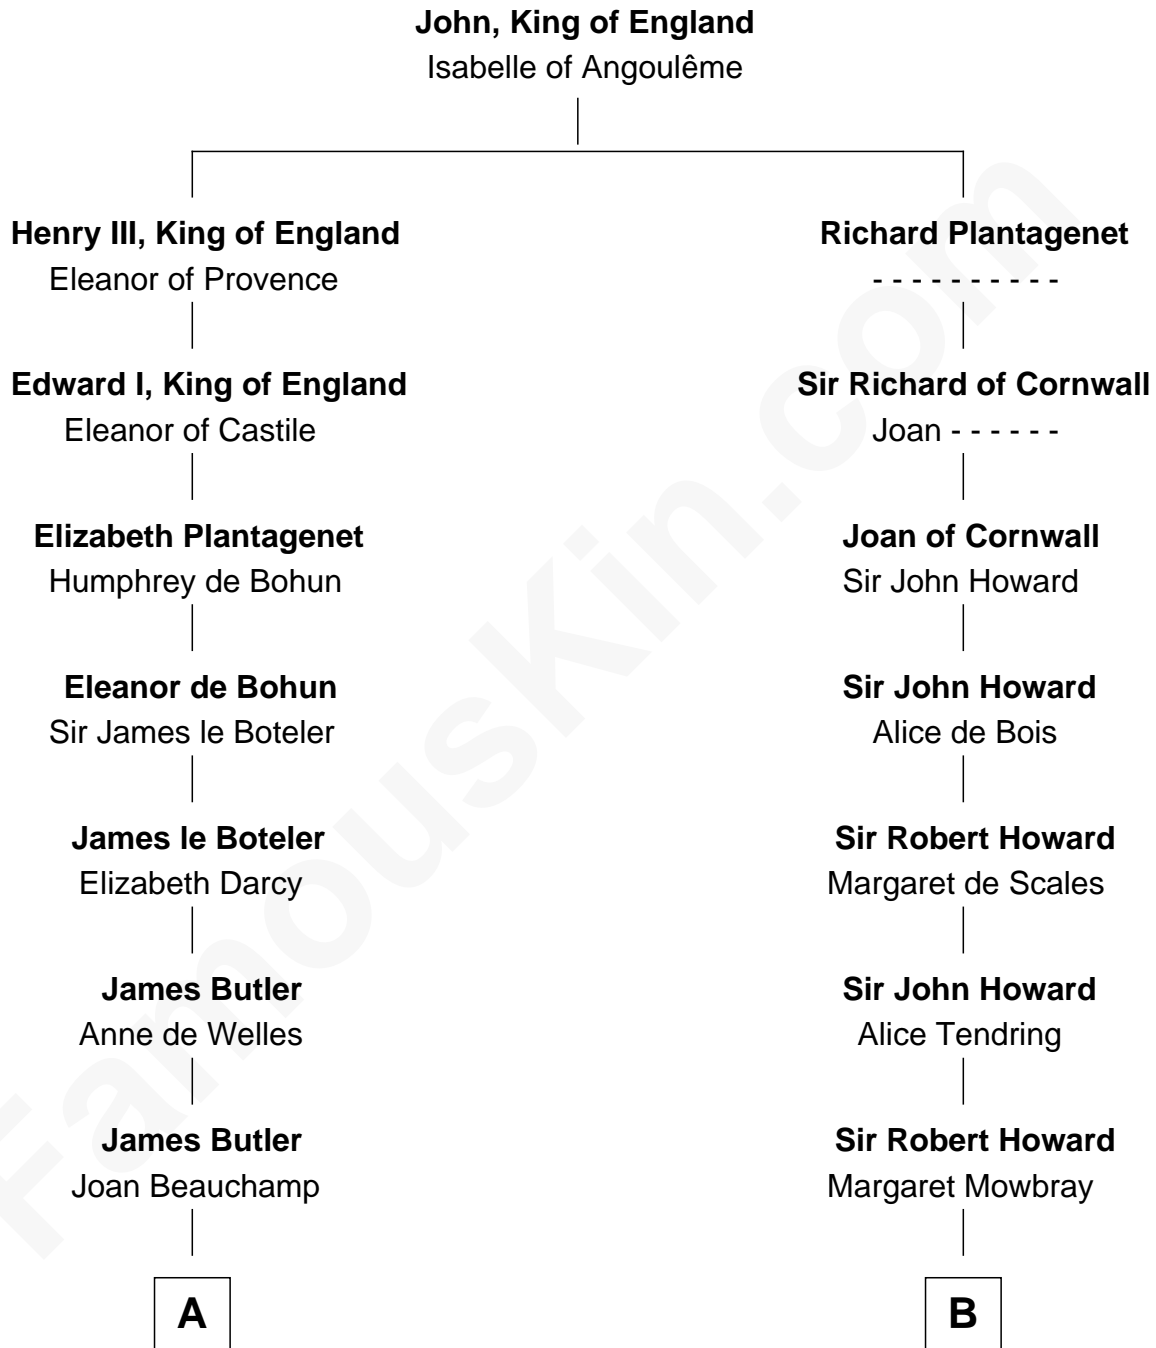 John, King of England
Isabelle of Angoulême
Henry III, King of England
Eleanor of Provence
Edward I, King of England
Eleanor of Castile
Elizabeth Plantagenet
Humphrey de Bohun
Eleanor de Bohun
Sir James le Boteler
James le Boteler
Elizabeth Darcy
James Butler
Anne de Welles
James Butler
Joan Beauchamp
A
Richard Plantagenet
- - - - - - - - - -
Sir Richard of Cornwall
Joan - - - - - -
Joan of Cornwall
Sir John Howard
Sir John Howard
Alice de Bois
Sir Robert Howard
Margaret de Scales
Sir John Howard
Alice Tendring
Sir Robert Howard
Margaret Mowbray
B
FamousKin.com